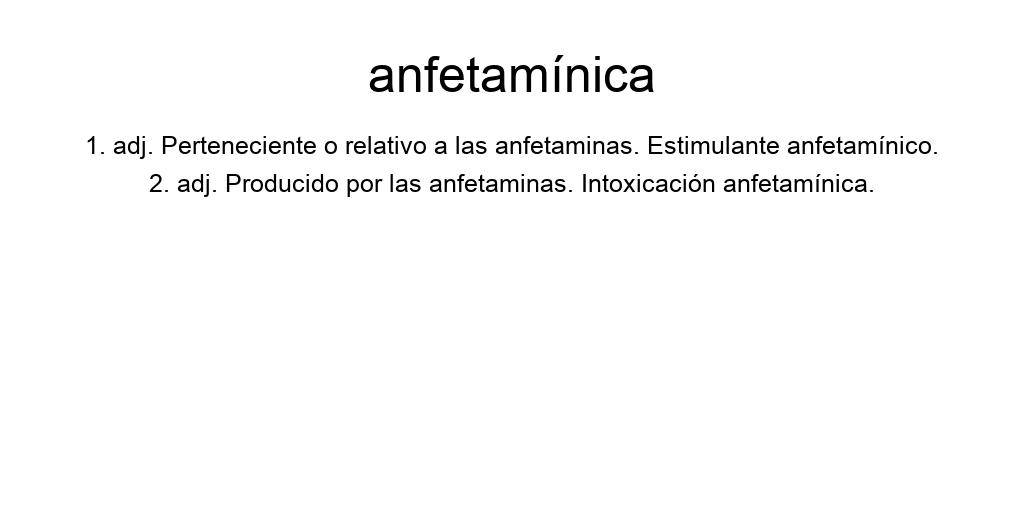 anfetamínica
1. adj. Perteneciente o relativo a las anfetaminas. Estimulante anfetamínico.
2. adj. Producido por las anfetaminas. Intoxicación anfetamínica.